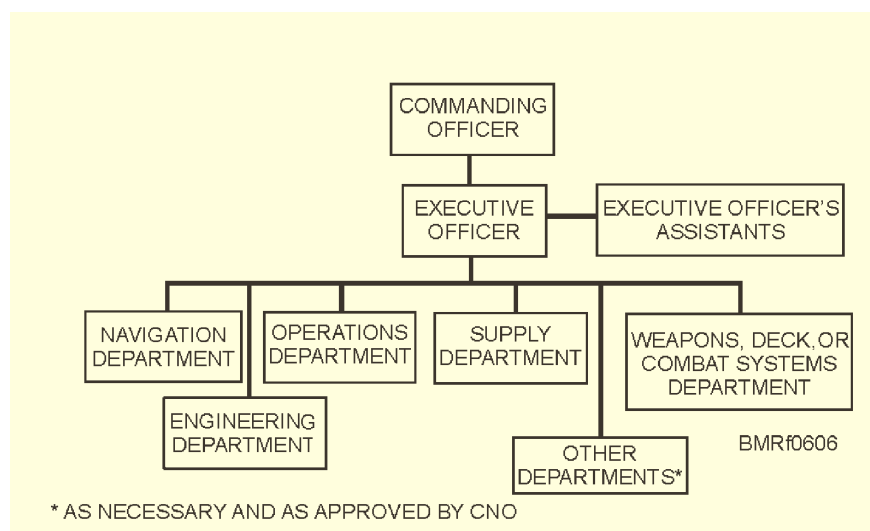 COMMANDING
OFFICER
EXECUTIVE
OFFICER
EXECUTIVE OFFICER'S
ASSISTANTS
NAVIGATION
DEPARTMENT
OPERATIONS
DEPARTMENT
SUPPLY
DEPARTMENT
WEAPONS, DECK, OR
COMBAT SYSTEMS
DEPARTMENT
ENGINEERING
DEPARTMENT
OTHER
DEPARTMENTS*
BMRf0606
* AS NECESSARY AND AS APPROVED BY CNO